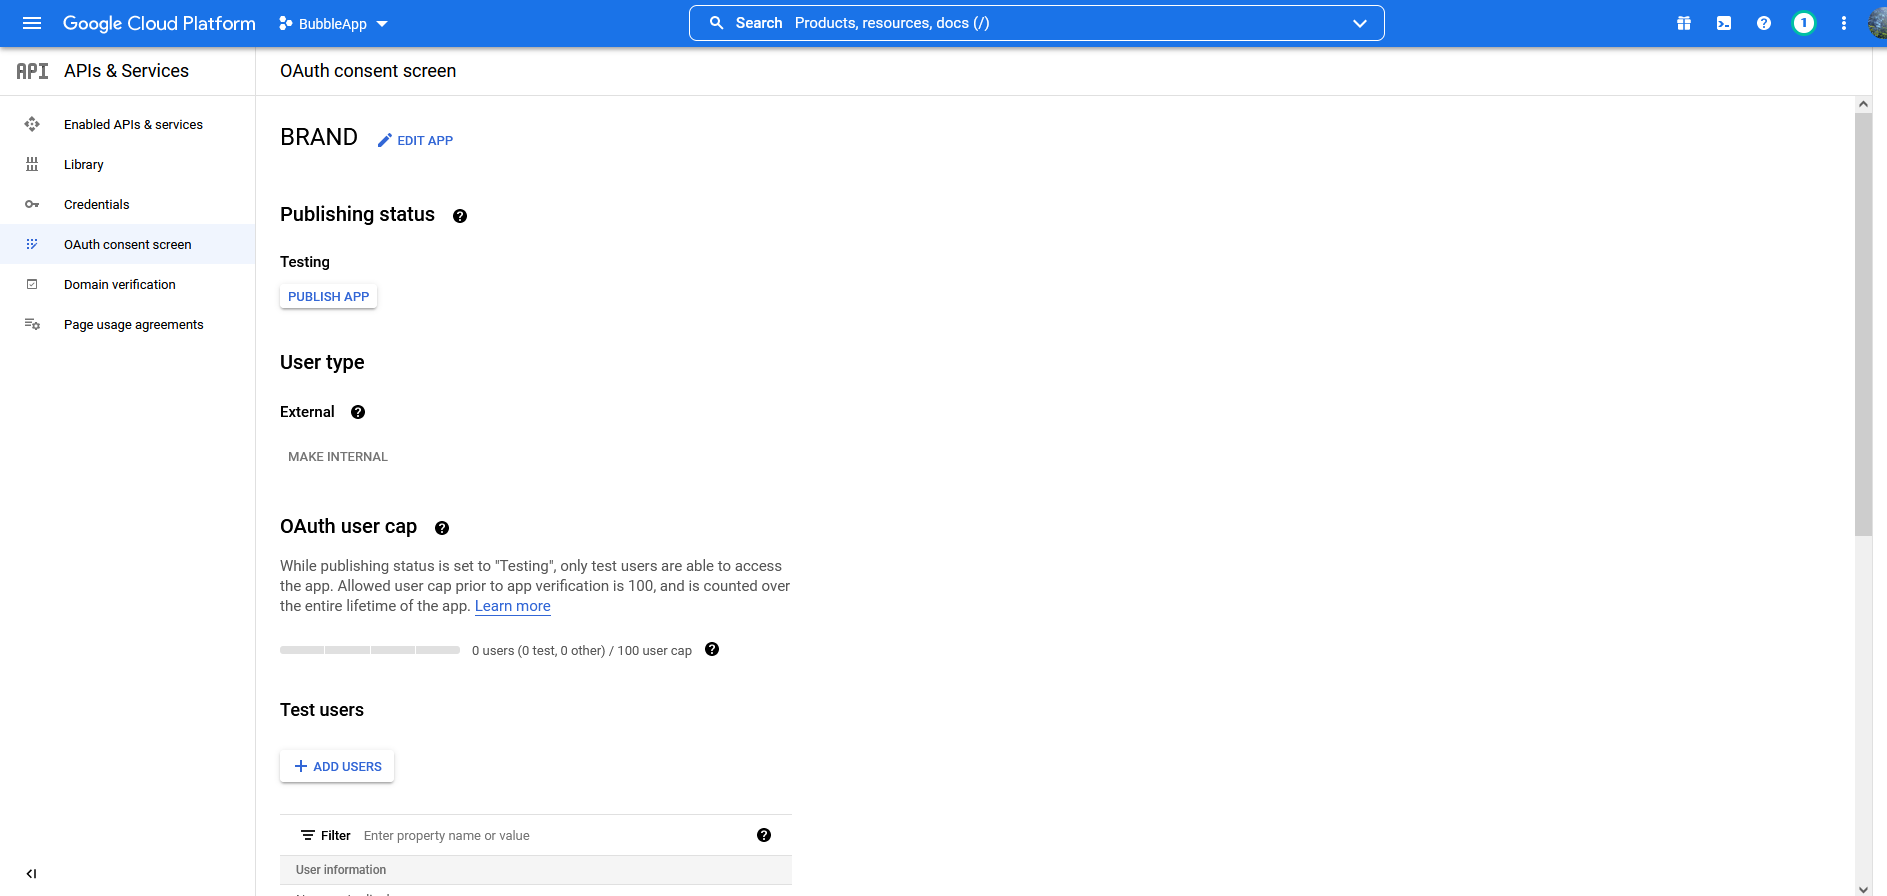 Google Cloud Platform
BubbleApp
Search Products, resources, docs (/)
1
API APIs & Services
OAuth consent screen
Enabled APIs & services
Library
Credentials
OAuth consent screen
Domain verification
Page usage agreements
BRAND
EDIT APP
Publishing status
Testing
PUBLISH APP
User type
External
MAKE INTERNAL
OAuth user cap
While publishing status is set to "Testing", only test users are able to access
the app. Allowed user cap prior to app verification is 100, and is counted over
the entire lifetime of the app. Learn more
0 users (0 test, 0 other) / 100 user cap
Test users
ADD USERS
Filter Enter property name or value
User information